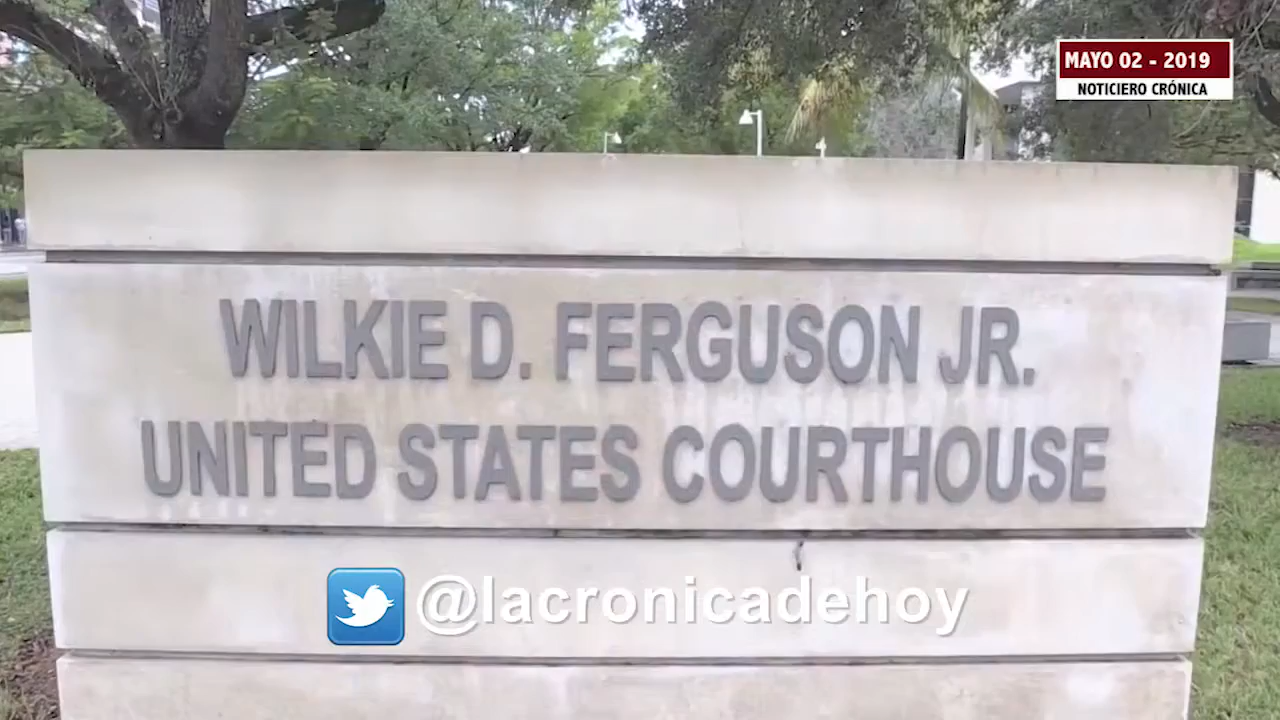 MAYO 02 - 2019
NOTICIERO CRÓNICA
WILKIE D. FERGUSON JR.
UNITED STATES COURTHOUSE
@lacronicadehoy